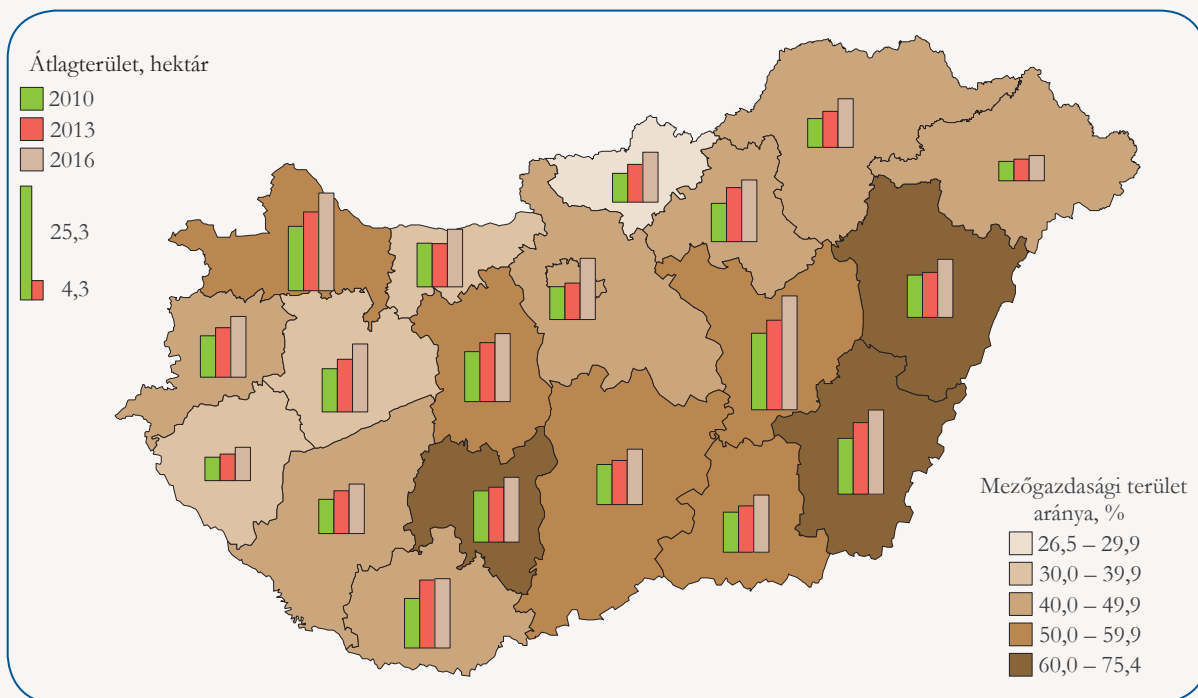 Átlagterület, hektár
2010
2013
2016
25,3
4,3
Mezőgazdasági terület
aránya, %
26,5 – 29,9
30,0 – 39,9
40,0 – 49,9
50,0 – 59,9
60,0 – 75,4